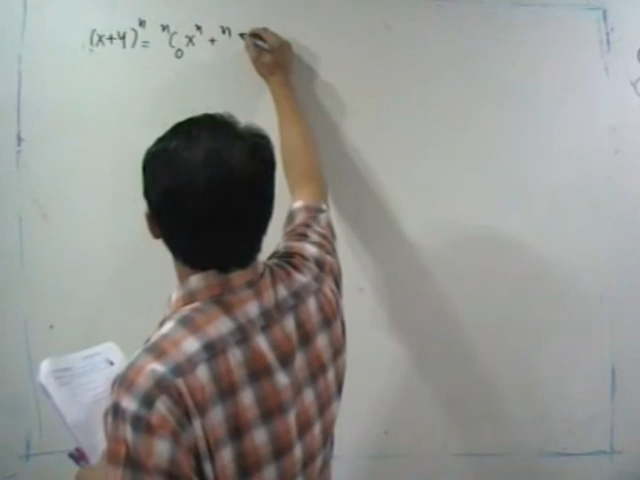 (x+y)ⁿ = ⁿC₀xⁿ + ⁿ